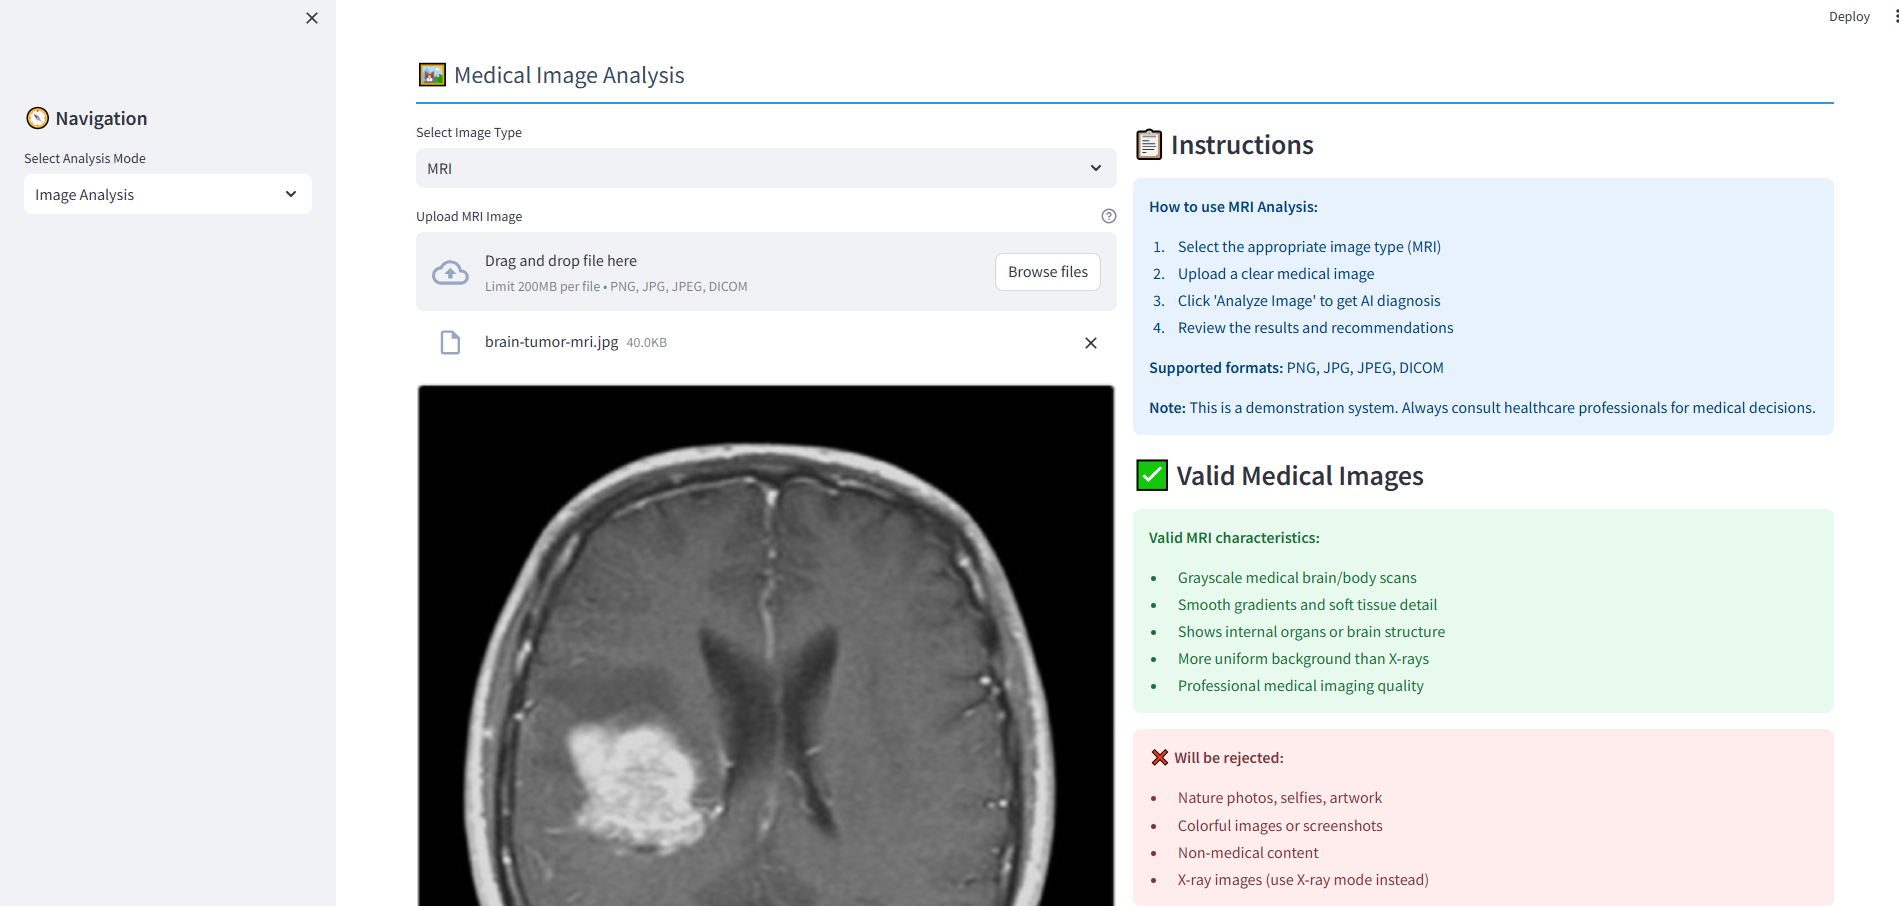 Deploy
Navigation
Select Analysis Mode
Image Analysis
Medical Image Analysis
Select Image Type
MRI
Upload MRI Image
Drag and drop file here
Limit 200MB per file • PNG, JPG, JPEG, DICOM
Browse files
brain-tumor-mri.jpg 40.0KB
Instructions
How to use MRI Analysis:
1. Select the appropriate image type (MRI)
2. Upload a clear medical image
3. Click 'Analyze Image' to get AI diagnosis
4. Review the results and recommendations
Supported formats: PNG, JPG, JPEG, DICOM
Note: This is a demonstration system. Always consult healthcare professionals for medical decisions.
Valid Medical Images
Valid MRI characteristics:
• Grayscale medical brain/body scans
• Smooth gradients and soft tissue detail
• Shows internal organs or brain structure
• More uniform background than X-rays
• Professional medical imaging quality
Will be rejected:
• Nature photos, selfies, artwork
• Colorful images or screenshots
• Non-medical content
• X-ray images (use X-ray mode instead)